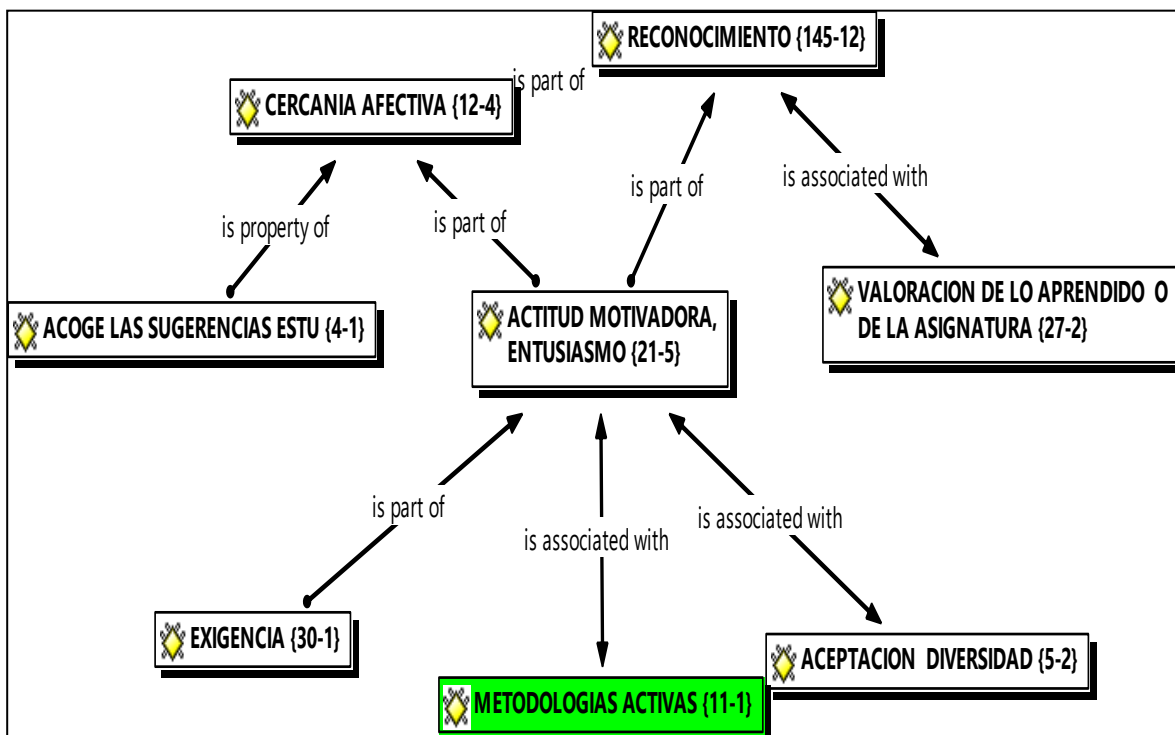 RECONOCIMIENTO {145-12}
is part of
CERCANIA AFECTIVA {12-4}
is part of
is associated with
is property of
is part of
ACOGE LAS SUGERENCIAS ESTU {4-1}
ACTITUD MOTIVADORA,
ENTUSIASMO {21-5}
VALORACION DE LO APRENDIDO O
DE LA ASIGNATURA {27-2}
is part of
is associated with
is associated with
EXIGENCIA {30-1}
ACEPTACION DIVERSIDAD {5-2}
METODOLOGIAS ACTIVAS {11-1}